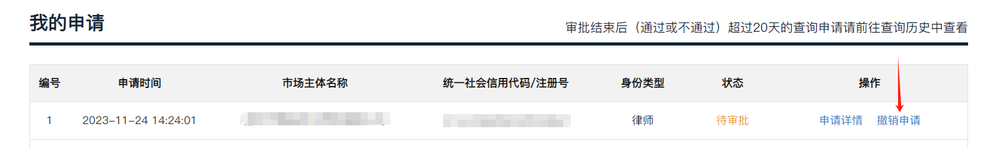 我的申请
审批结束后（通过或不通过）超过20天的查询申请请前往查询历史中查看
编号 申请时间 市场主体名称 统一社会信用代码/注册号 身份类型 状态 操作
1 2023-11-24 14:24:01 律师 待审批 申请详情 撤销申请